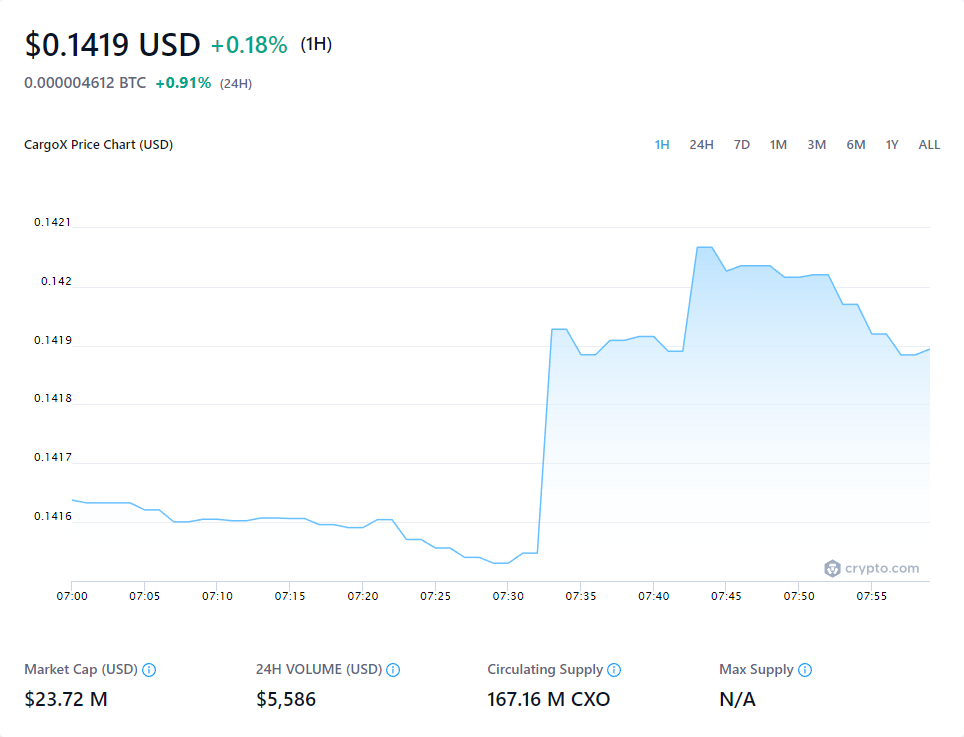 $0.1419 USD +0.18% (1H)
0.000004612 BTC +0.91% (24H)
CargoX Price Chart (USD) 1H 24H 7D 1M 3M 6M 1Y ALL
0.1421
0.142
0.1419
0.1418
0.1417
0.1416
crypto.com
07:00 07:05 07:10 07:15 07:20 07:25 07:30 07:35 07:40 07:45 07:50 07:55
Market Cap (USD) 24H VOLUME (USD) Circulating Supply Max Supply
$23.72 M $5,586 167.16 M CXO N/A